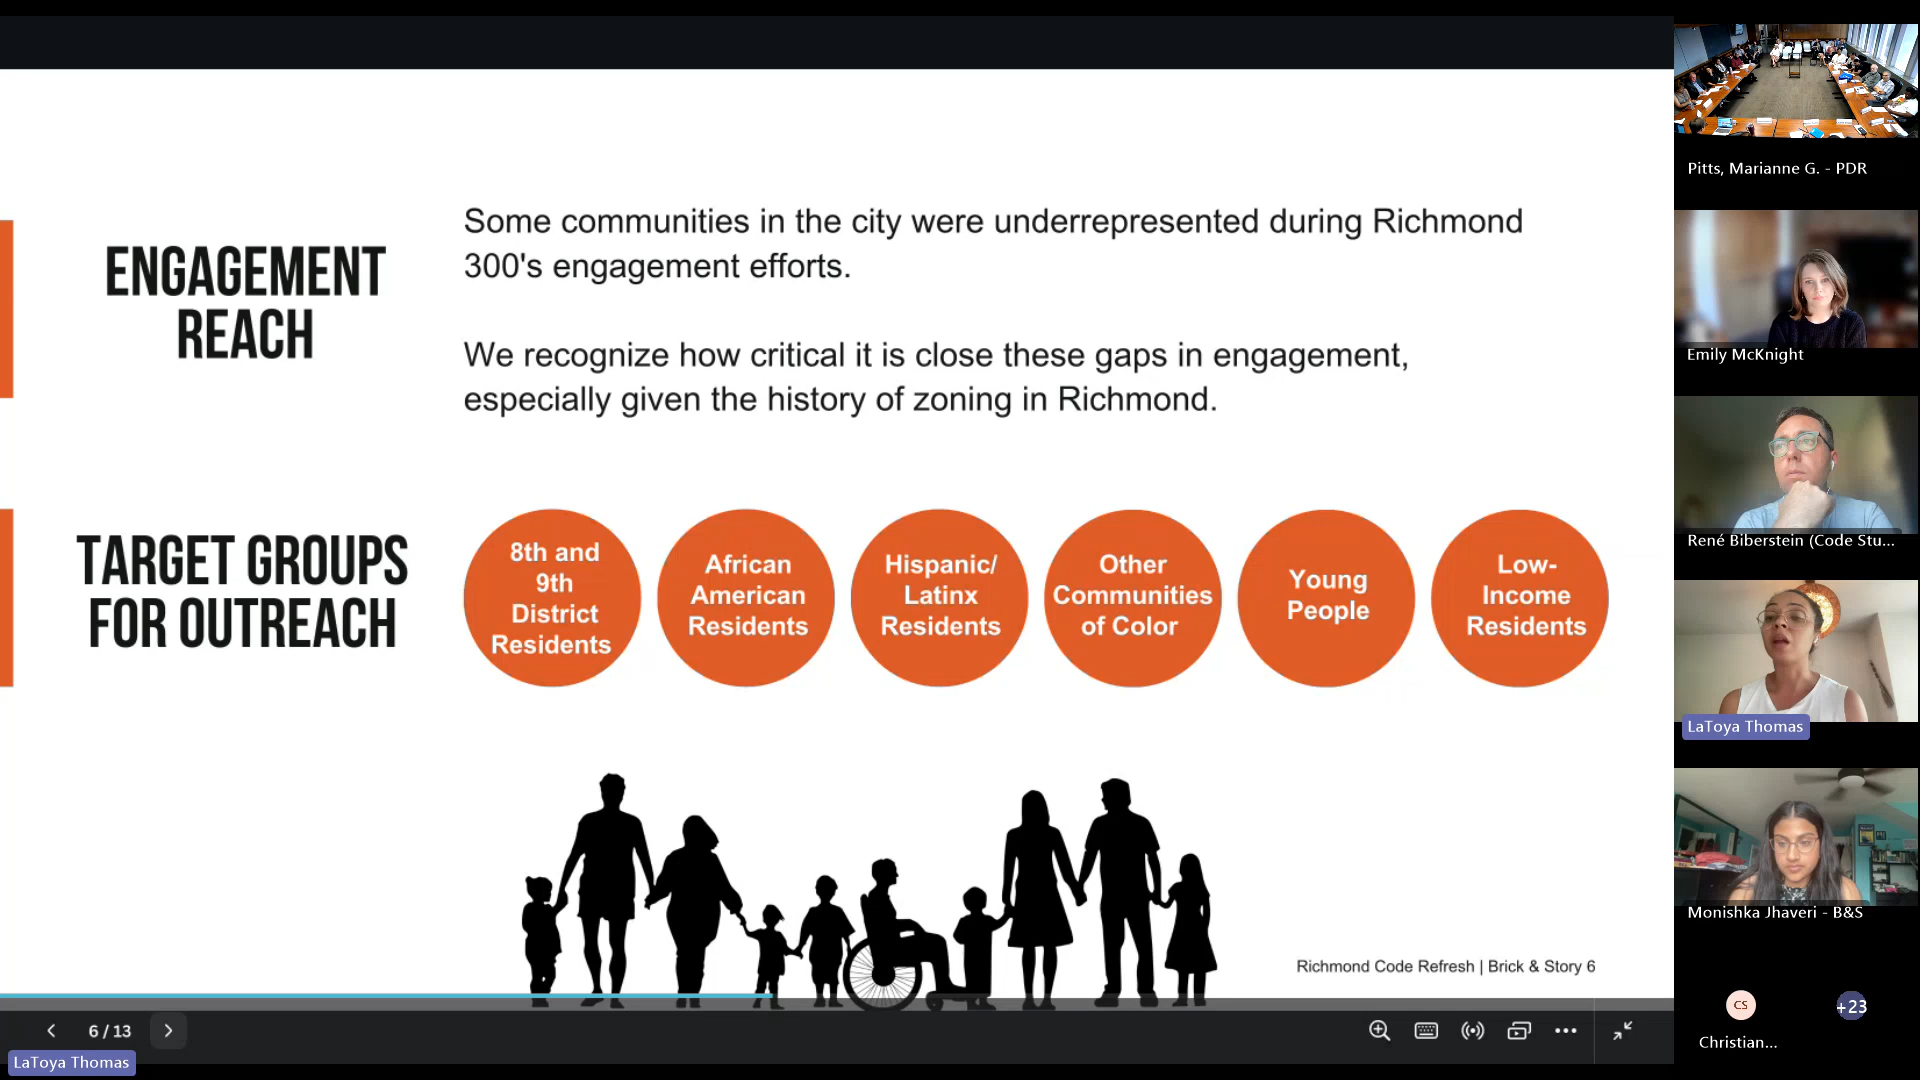 ENGAGEMENT
REACH
Some communities in the city were underrepresented during Richmond
300's engagement efforts.
We recognize how critical it is close these gaps in engagement,
especially given the history of zoning in Richmond.
TARGET GROUPS
FOR OUTREACH
8th and
9th
District
Residents
African
American
Residents
Hispanic/
Latinx
Residents
Other
Communities
of Color
Young
People
Low-
Income
Residents
Richmond Code Refresh | Brick & Story 6
6 / 13
LaToya Thomas
Pitts, Marianne G. - PDR
Emily McKnight
René Biberstein (Code Stu...
LaToya Thomas
Monishka Jhaveri - B&S
CS
+23
Christian...